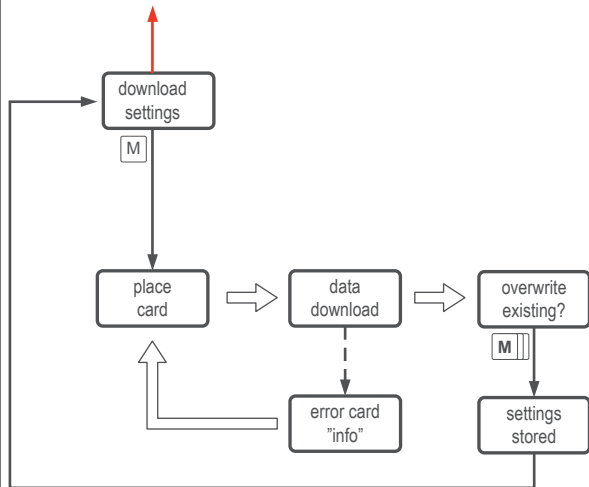 download
settings
M
place
card
data
download
overwrite
existing?
M
error card
”info”
settings
stored